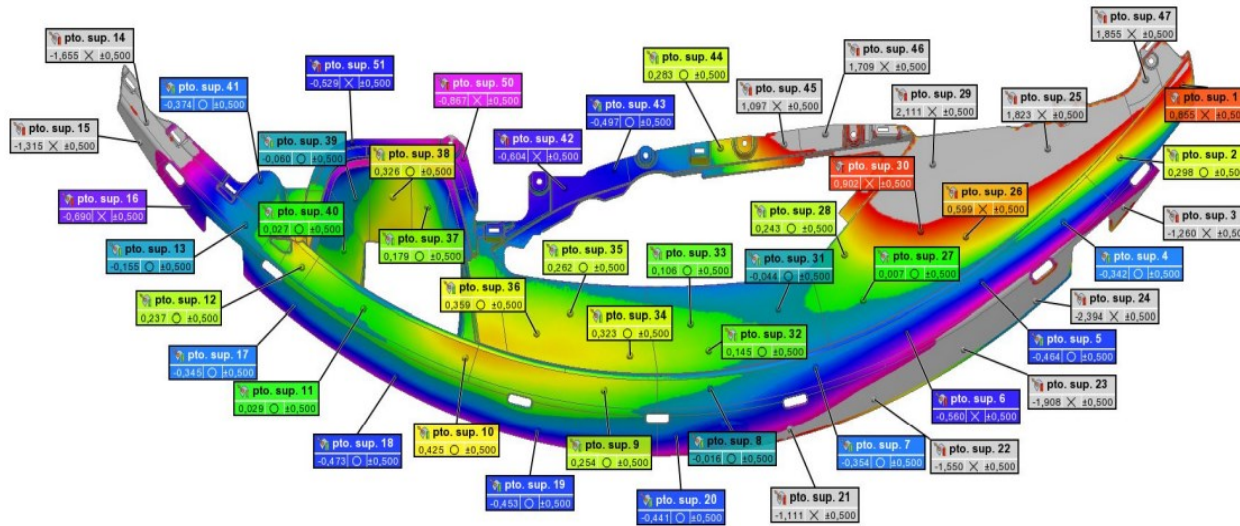 pto. sup. 14
-1,655 X ±0,500
pto. sup. 41
-0,374 O ±0,500
pto. sup. 51
-0,529 X ±0,500
pto. sup. 50
-0,867 X ±0,500
pto. sup. 44
0,283 O ±0,500
pto. sup. 46
1,709 X ±0,500
pto. sup. 47
1,855 X ±0,500
pto. sup. 15
-1,315 X ±0,500
pto. sup. 39
-0,060 O ±0,500
pto. sup. 38
0,326 O ±0,500
pto. sup. 42
-0,604 X ±0,500
pto. sup. 43
-0,497 O ±0,500
pto. sup. 45
1,097 X ±0,500
pto. sup. 29
2,111 X ±0,500
pto. sup. 25
1,823 X ±0,500
pto. sup. 1
0,855 X ±0,50
pto. sup. 16
-0,690 X ±0,500
pto. sup. 40
0,027 O ±0,500
pto. sup. 37
0,179 O ±0,500
pto. sup. 30
0,902 X ±0,500
pto. sup. 26
0,599 X ±0,500
pto. sup. 2
0,298 O ±0,500
pto. sup. 13
-0,155 O ±0,500
pto. sup. 35
0,262 O ±0,500
pto. sup. 33
0,106 O ±0,500
pto. sup. 28
0,243 O ±0,500
pto. sup. 31
-0,044 O ±0,500
pto. sup. 27
0,007 O ±0,500
pto. sup. 3
-1,260 X ±0,50
pto. sup. 4
-0,342 O ±0,500
pto. sup. 12
0,237 O ±0,500
pto. sup. 36
0,359 O ±0,500
pto. sup. 34
0,323 O ±0,500
pto. sup. 32
0,145 O ±0,500
pto. sup. 24
-2,394 X ±0,500
pto. sup. 17
-0,345 O ±0,500
pto. sup. 11
0,029 O ±0,500
pto. sup. 5
-0,464 O ±0,500
pto. sup. 23
-1,908 X ±0,500
pto. sup. 18
-0,473 O ±0,500
pto. sup. 10
0,425 O ±0,500
pto. sup. 9
0,254 O ±0,500
pto. sup. 8
-0,016 O ±0,500
pto. sup. 7
-0,354 O ±0,500
pto. sup. 6
-0,560 X ±0,500
pto. sup. 22
-1,550 X ±0,500
pto. sup. 19
-0,453 O ±0,500
pto. sup. 20
-0,441 O ±0,500
pto. sup. 21
-1,111 X ±0,500